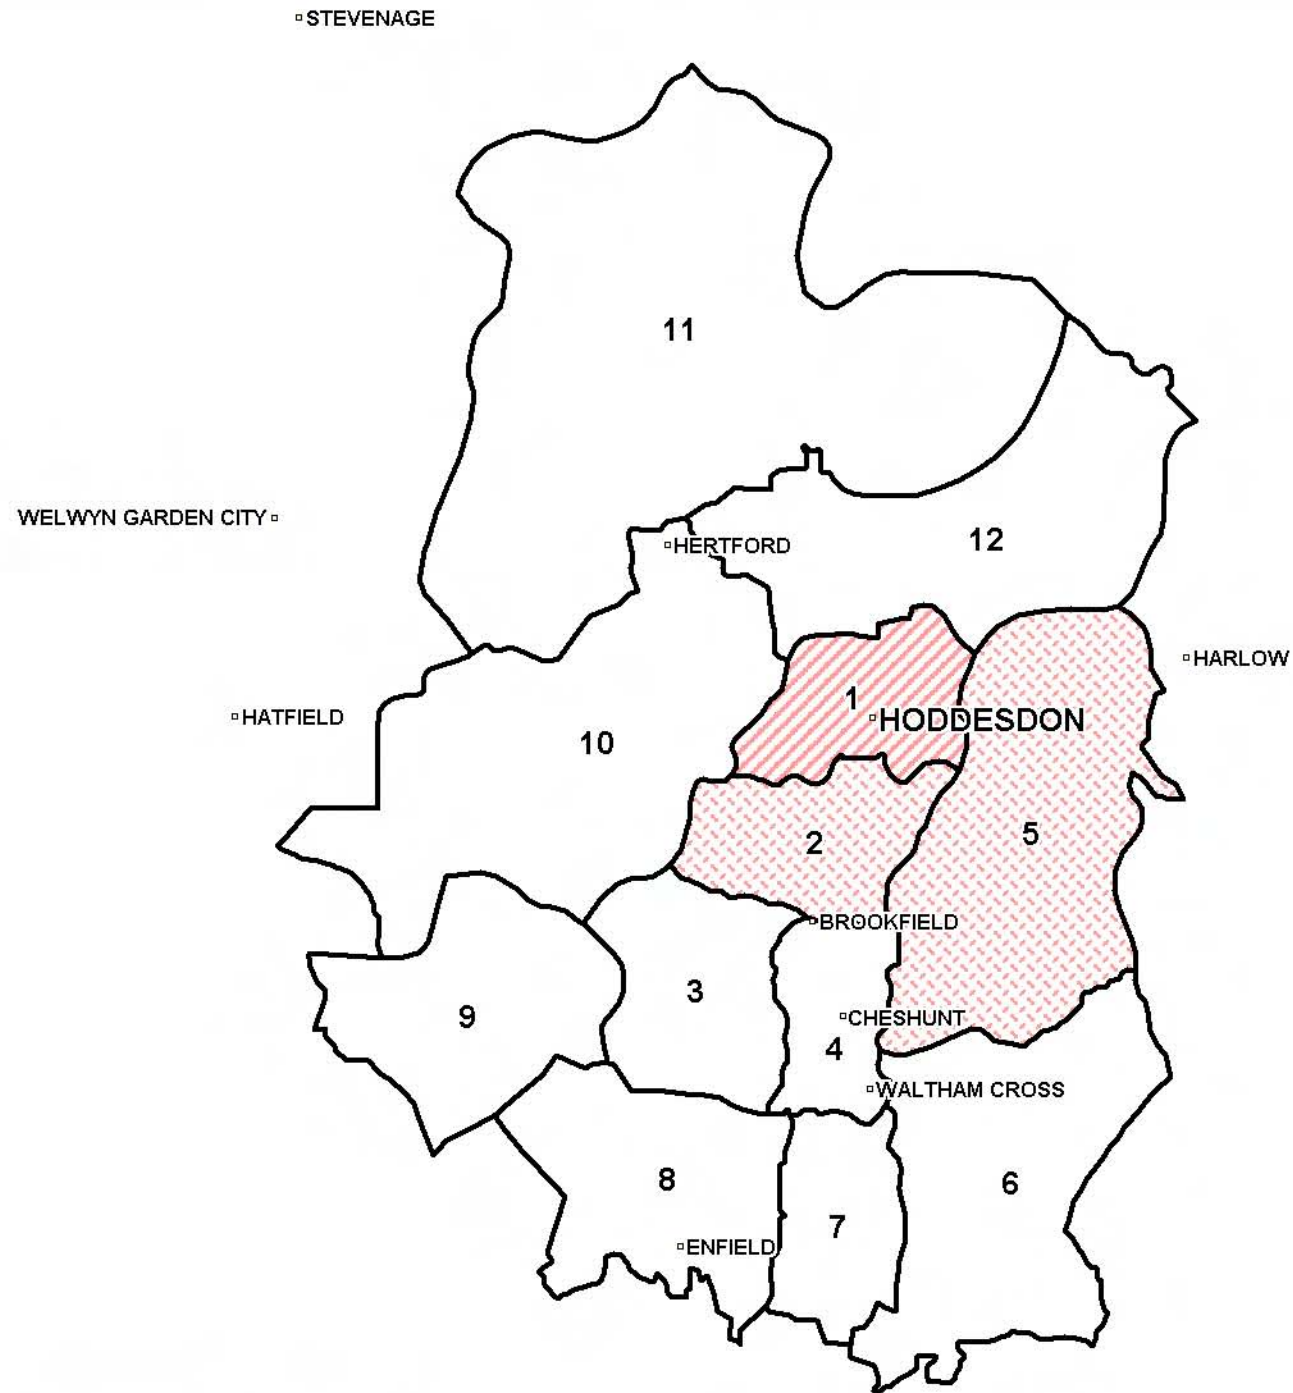 STEVENAGE
11
WELWYN GARDEN CITY
HERTFORD
12
HARLOW
1
HATFIELD
HODDESDON
10
5
2
BROOKFIELD
3
9
CHESHUNT
4
WALTHAM CROSS
8
6
7
ENFIELD